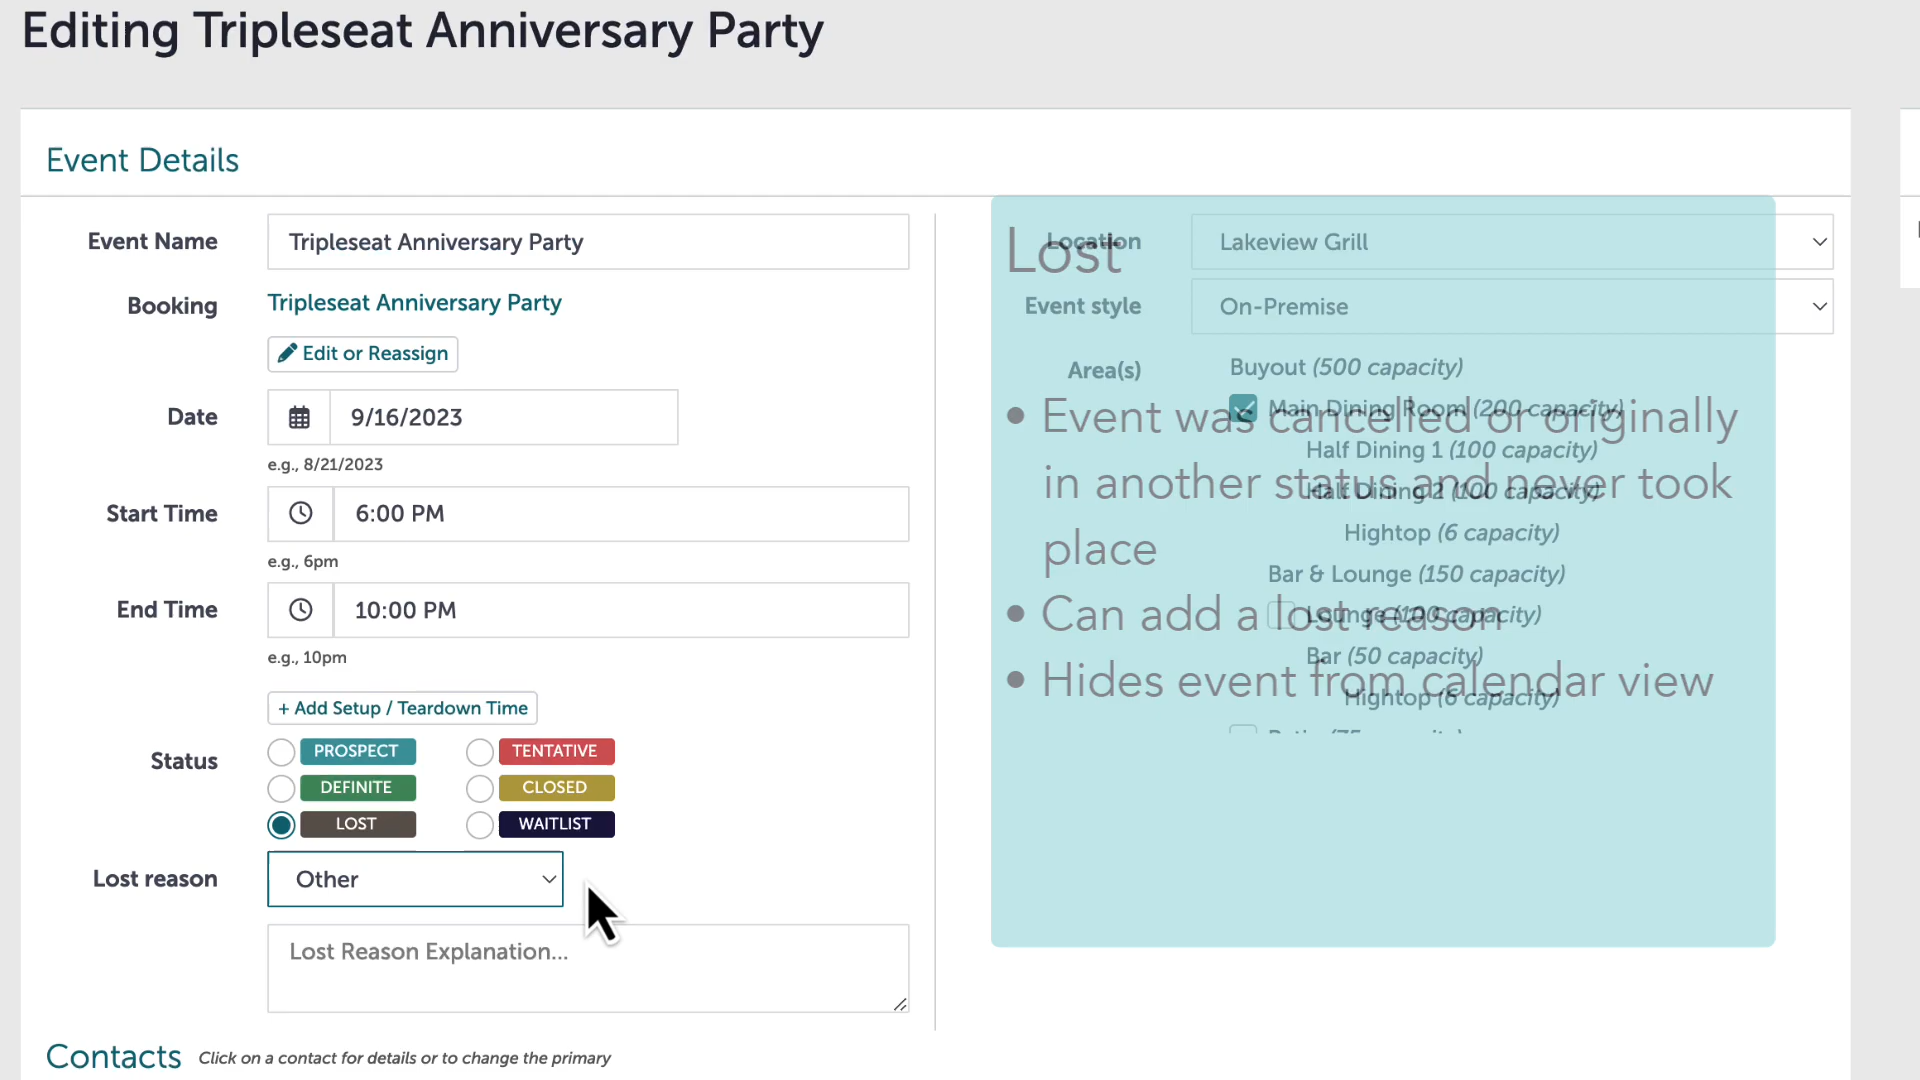 Editing Tripleseat Anniversary Party
Event Details
Event Name
Tripleseat Anniversary Party
Booking
Tripleseat Anniversary Party
Edit or Reassign
Date
9/16/2023
e.g., 8/21/2023
Start Time
6:00 PM
e.g., 6pm
End Time
10:00 PM
e.g., 10pm
+ Add Setup / Teardown Time
Status
PROSPECT
TENTATIVE
DEFINITE
CLOSED
LOST
WAITLIST
Lost reason
Other
Lost Reason Explanation...
Contacts
Click on a contact for details or to change the primary
Location
Lakeview Grill
Event style
On-Premise
Area(s)
Buyout (500 capacity)
Main Dining Room (200 capacity)
Half Dining 1 (100 capacity)
Half Dining 2 (100 capacity)
Hightop (6 capacity)
Bar & Lounge (150 capacity)
Lounge (100 capacity)
Bar (50 capacity)
Hightop (6 capacity)
Lost
• Event was cancelled or originally
in another status and never took
place
• Can add a lost reason
• Hides event from calendar view